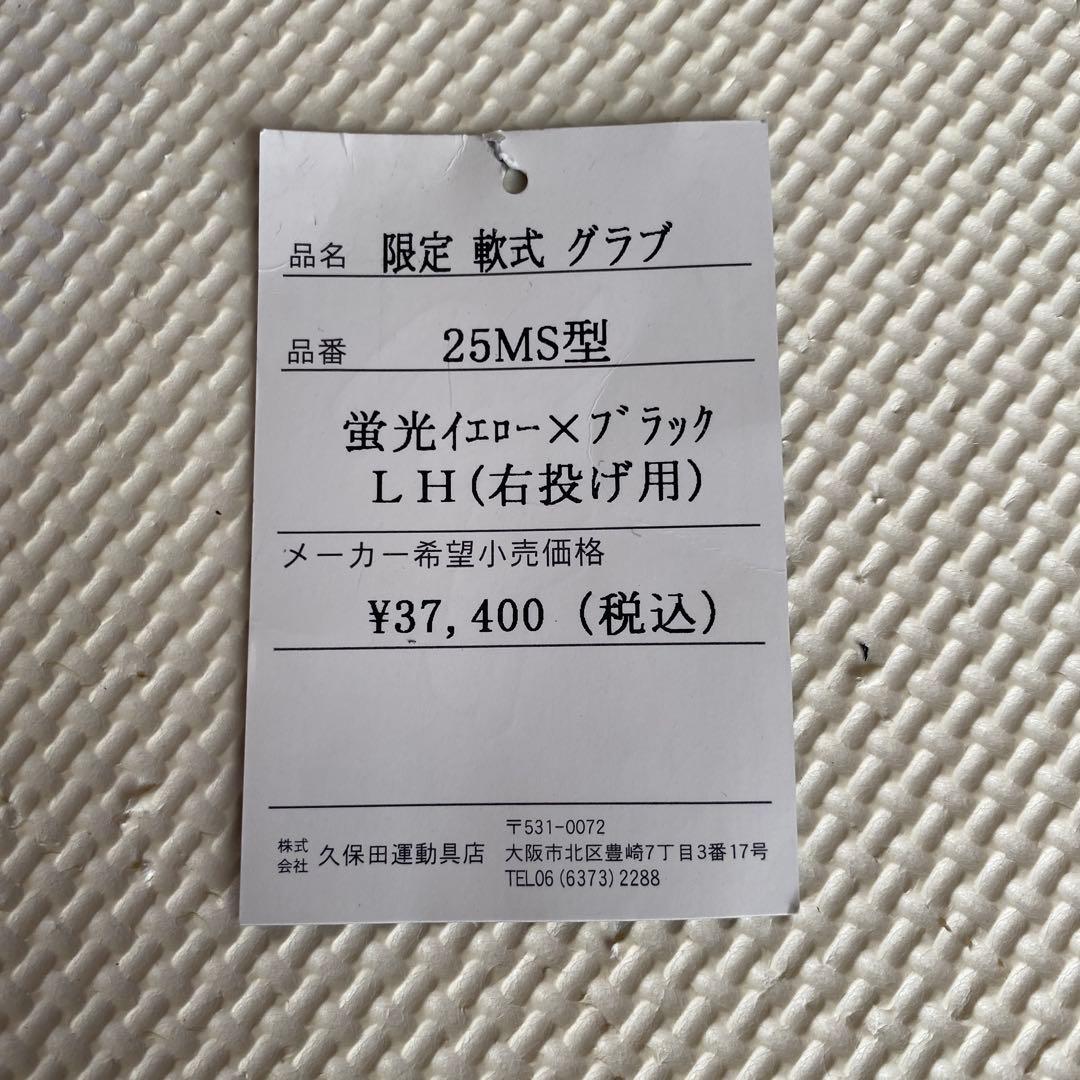 品名 限定 軟式 グラブ
品番 25MS型
蛍光ｲｴﾛｰ×ﾌﾞﾗｯｸ
ＬＨ(右投げ用)
メーカー希望小売価格
¥37,400 (税込)
株式会社 久保田運動具店
〒531-0072
大阪市北区豊崎7丁目3番17号
TEL06(6373)2288